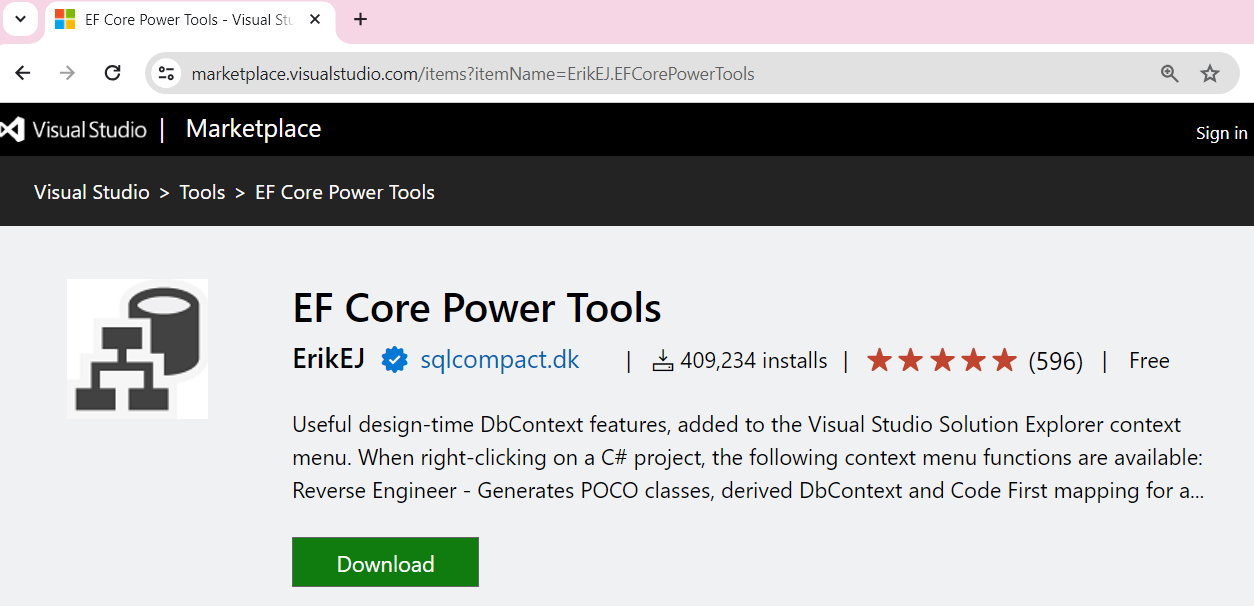 EF Core Power Tools - Visual Stu
marketplace.visualstudio.com/items?itemName=ErikEJ.EFCorePowerTools
Visual Studio | Marketplace
Sign in
Visual Studio > Tools > EF Core Power Tools
EF Core Power Tools
ErikEJ sqlcompact.dk | 409,234 installs | (596) | Free
Useful design-time DbContext features, added to the Visual Studio Solution Explorer context
menu. When right-clicking on a C# project, the following context menu functions are available:
Reverse Engineer - Generates POCO classes, derived DbContext and Code First mapping for a...
Download